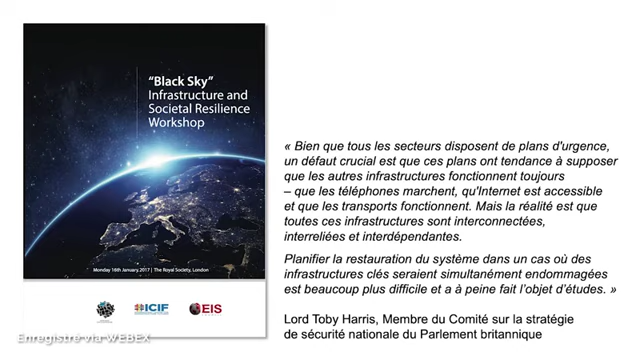 "Black Sky"
Infrastructure and
Societal Resilience
Workshop
Monday 16th January, 2017 | The Royal Society, London
ICIF
EIS
Enregistré via WEBEX
« Bien que tous les secteurs disposent de plans d'urgence,
un défaut crucial est que ces plans ont tendance à supposer
que les autres infrastructures fonctionnent toujours
– que les téléphones marchent, qu'Internet est accessible
et que les transports fonctionnent. Mais la réalité est que
toutes ces infrastructures sont interconnectées,
interreliées et interdépendantes.
Planifier la restauration du système dans un cas où des
infrastructures clés seraient simultanément endommagées
est beaucoup plus difficile et a à peine fait l'objet d'études. »
Lord Toby Harris, Membre du Comité sur la stratégie
de sécurité nationale du Parlement britannique